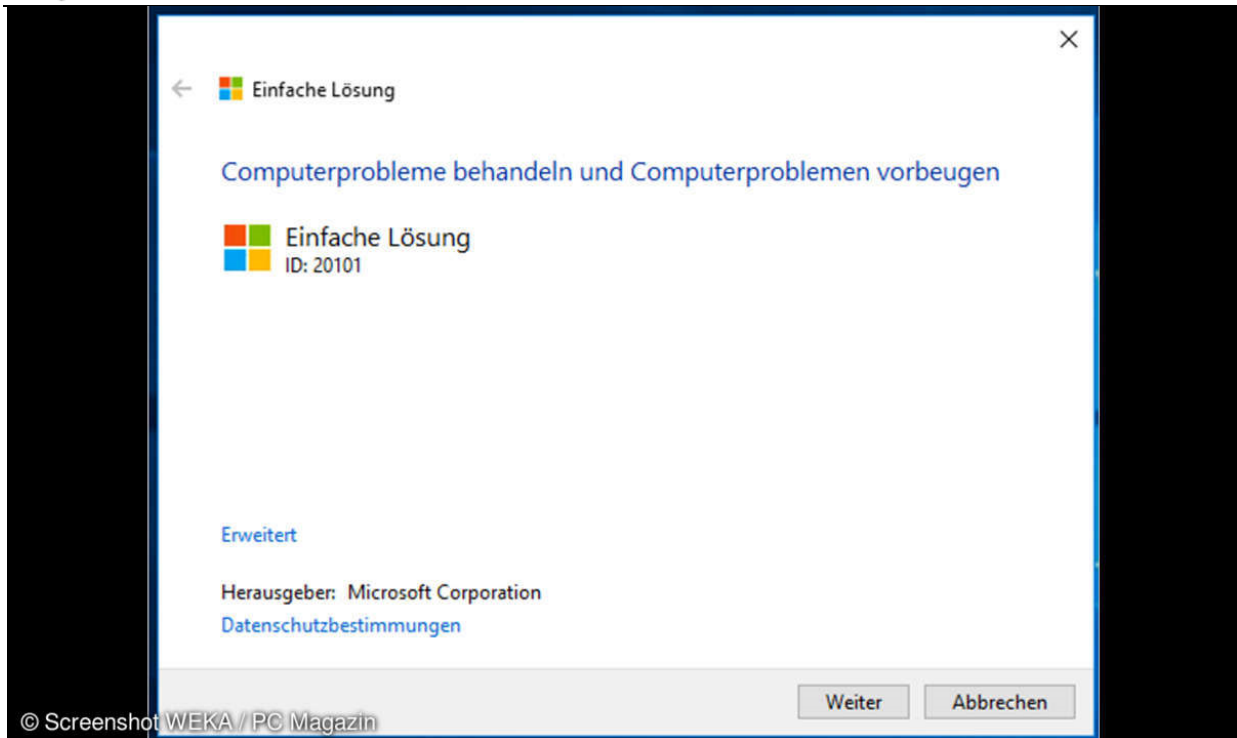 Einfache Lösung
Computerprobleme behandeln und Computerproblemen vorbeugen
Einfache Lösung
ID: 20101
Erweitert
Herausgeber: Microsoft Corporation
Datenschutzbestimmungen
Weiter Abbrechen
© Screenshot WEKA / PC Magazin